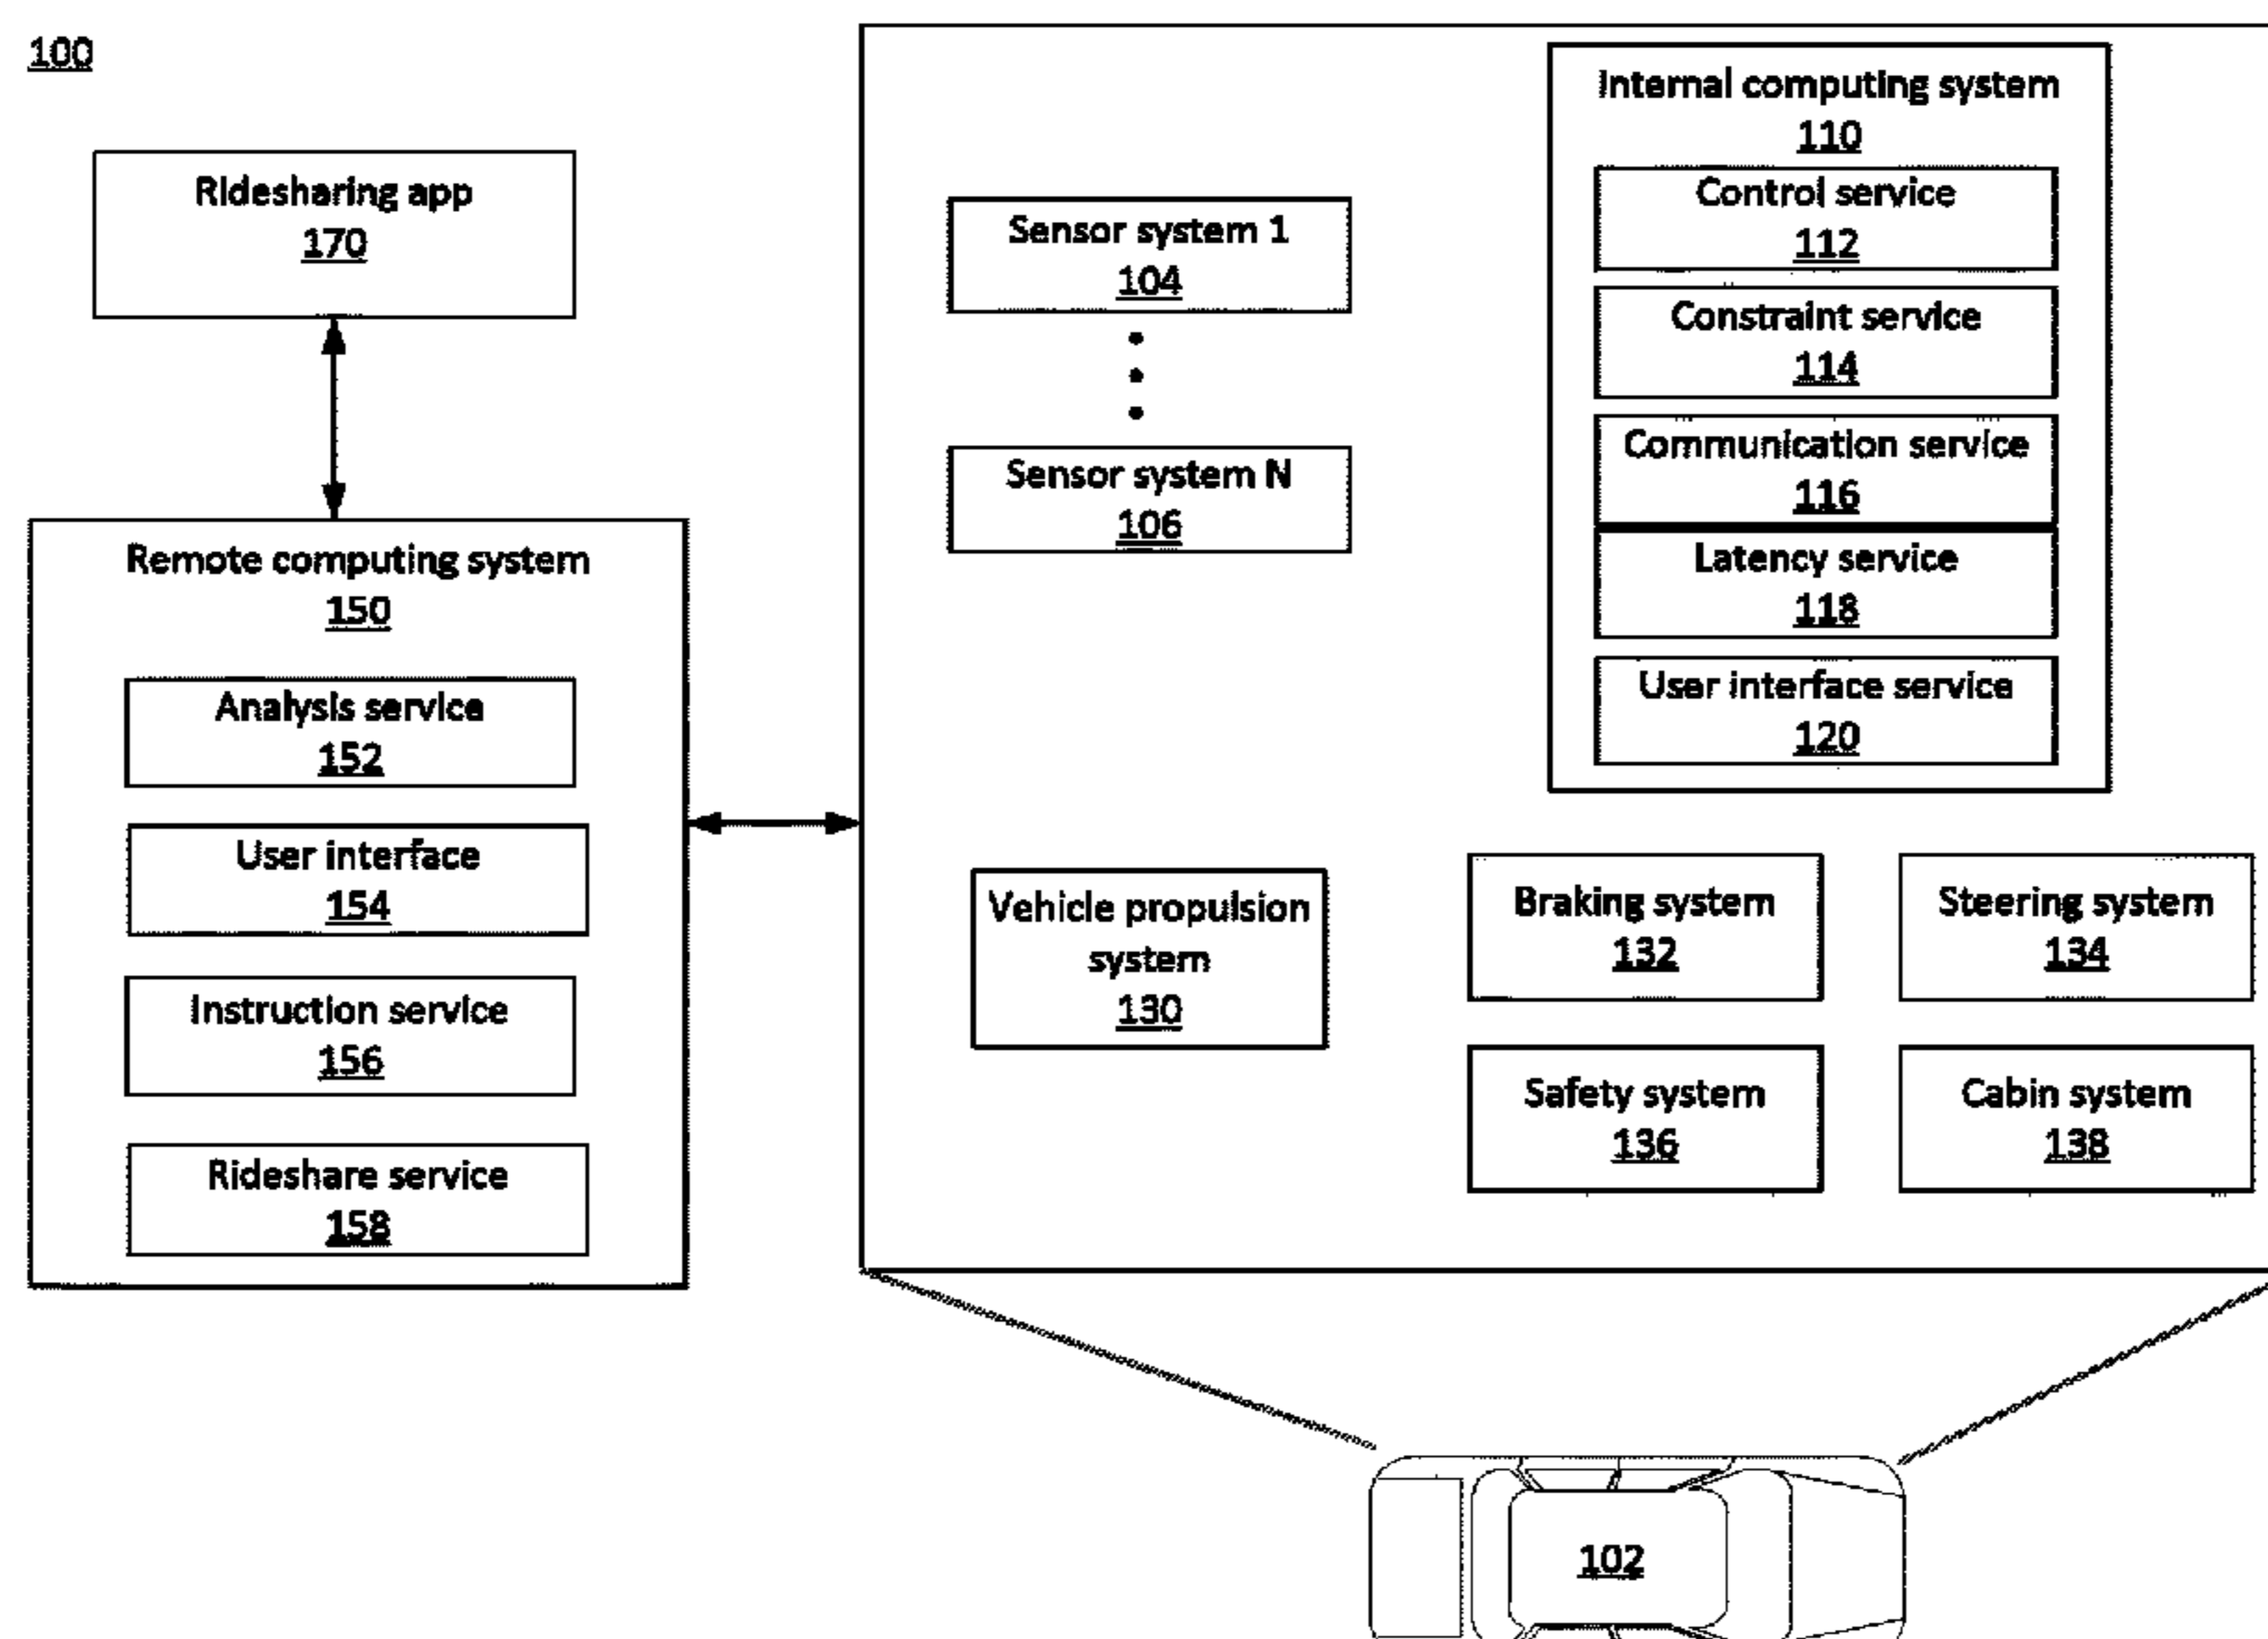 100
Ridesharing app
170
Remote computing system
150
Analysis service
152
User interface
154
Instruction service
156
Rideshare service
158
Sensor system 1
104
Sensor system N
106
Internal computing system
110
Control service
112
Constraint service
114
Communication service
116
Latency service
118
User interface service
120
Vehicle propulsion
system
130
Braking system
132
Steering system
134
Safety system
136
Cabin system
138
102